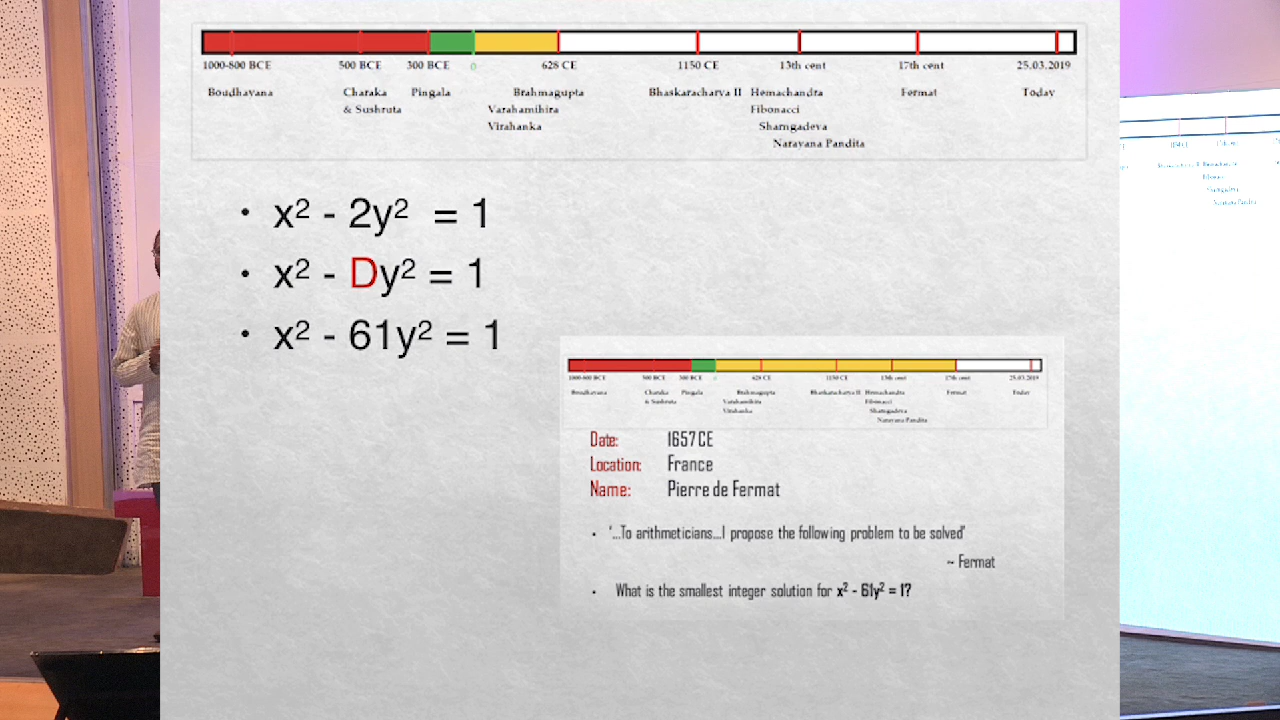 1000-800 BCE 500 BCE 300 BCE 0 628 CE 1150 CE 13th cent 17th cent 25.03.2019
Boudhayana Charaka Pingala Brahmagupta Bhaskaracharya II Hemachandra Fermat Today
& Sushruta Varahamihira Fibonacci
Virahanka Sharngadeva
Narayana Pandita
• x² - 2y² = 1
• x² - Dy² = 1
• x² - 61y² = 1
1000-800 BCE 500 BCE 300 BCE 628 CE 1150 CE 13th cent 17th cent 25.03.2019
Boudhayana Charaka Pingala Brahmagupta Bhaskaracharya II Hemachandra Fermat Today
& Sushruta Varahamihira Fibonacci
Virahanka Sharngadeva
Narayana Pandita
Date: 1657 CE
Location: France
Name: Pierre de Fermat
• '...To arithmeticians...I propose the following problem to be solved'
~ Fermat
• What is the smallest integer solution for x² - 61y² = 1?